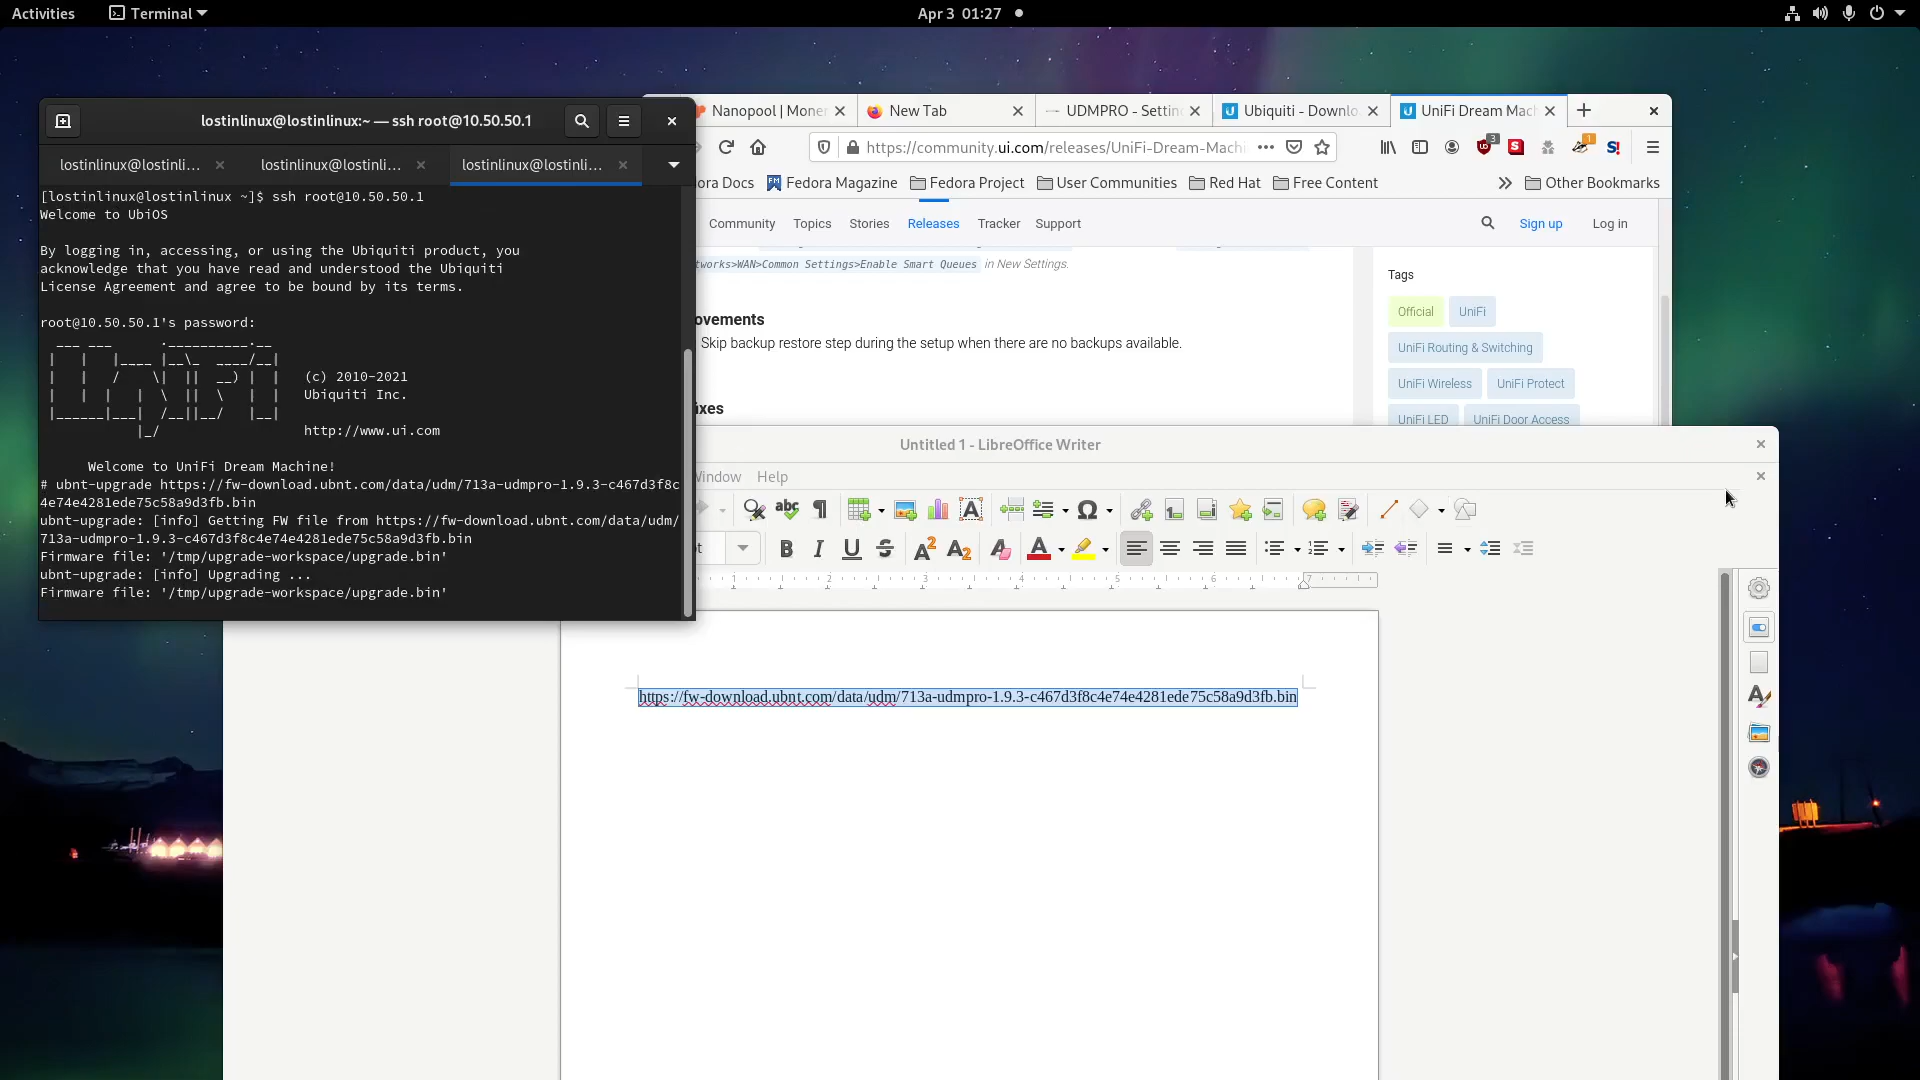 Activities
Terminal
Apr 3 01:27
lostinlinux@lostinlinux:~ — ssh root@10.50.50.1
lostinlinux@lostinli…
lostinlinux@lostinli…
lostinlinux@lostinli…
[lostinlinux@lostinlinux ~]$ ssh root@10.50.50.1
Welcome to UbiOS
By logging in, accessing, or using the Ubiquiti product, you
acknowledge that you have read and understood the Ubiquiti
License Agreement and agree to be bound by its terms.
root@10.50.50.1's password:
(c) 2010-2021
Ubiquiti Inc.
http://www.ui.com
Welcome to UniFi Dream Machine!
# ubnt-upgrade https://fw-download.ubnt.com/data/udm/713a-udmpro-1.9.3-c467d3f8c
4e74e4281ede75c58a9d3fb.bin
ubnt-upgrade: [info] Getting FW file from https://fw-download.ubnt.com/data/udm/
713a-udmpro-1.9.3-c467d3f8c4e74e4281ede75c58a9d3fb.bin
Firmware file: '/tmp/upgrade-workspace/upgrade.bin'
ubnt-upgrade: [info] Upgrading ...
Firmware file: '/tmp/upgrade-workspace/upgrade.bin'
Nanopool | Moner
New Tab
UDMPRO - Setting
Ubiquiti - Downlo
UniFi Dream Mach
https://community.ui.com/releases/UniFi-Dream-Machi
3
1
ora Docs
Fedora Magazine
Fedora Project
User Communities
Red Hat
Free Content
Other Bookmarks
Community
Topics
Stories
Releases
Tracker
Support
Sign up
Log in
tworks>WAN>Common Settings>Enable Smart Queues in New Settings.
ovements
Skip backup restore step during the setup when there are no backups available.
ixes
Tags
Official
UniFi
UniFi Routing & Switching
UniFi Wireless
UniFi Protect
UniFi LED
UniFi Door Access
Untitled 1 - LibreOffice Writer
Window
Help
1 2 3 4 5 6 7
https://fw-download.ubnt.com/data/udm/713a-udmpro-1.9.3-c467d3f8c4e74e4281ede75c58a9d3fb.bin